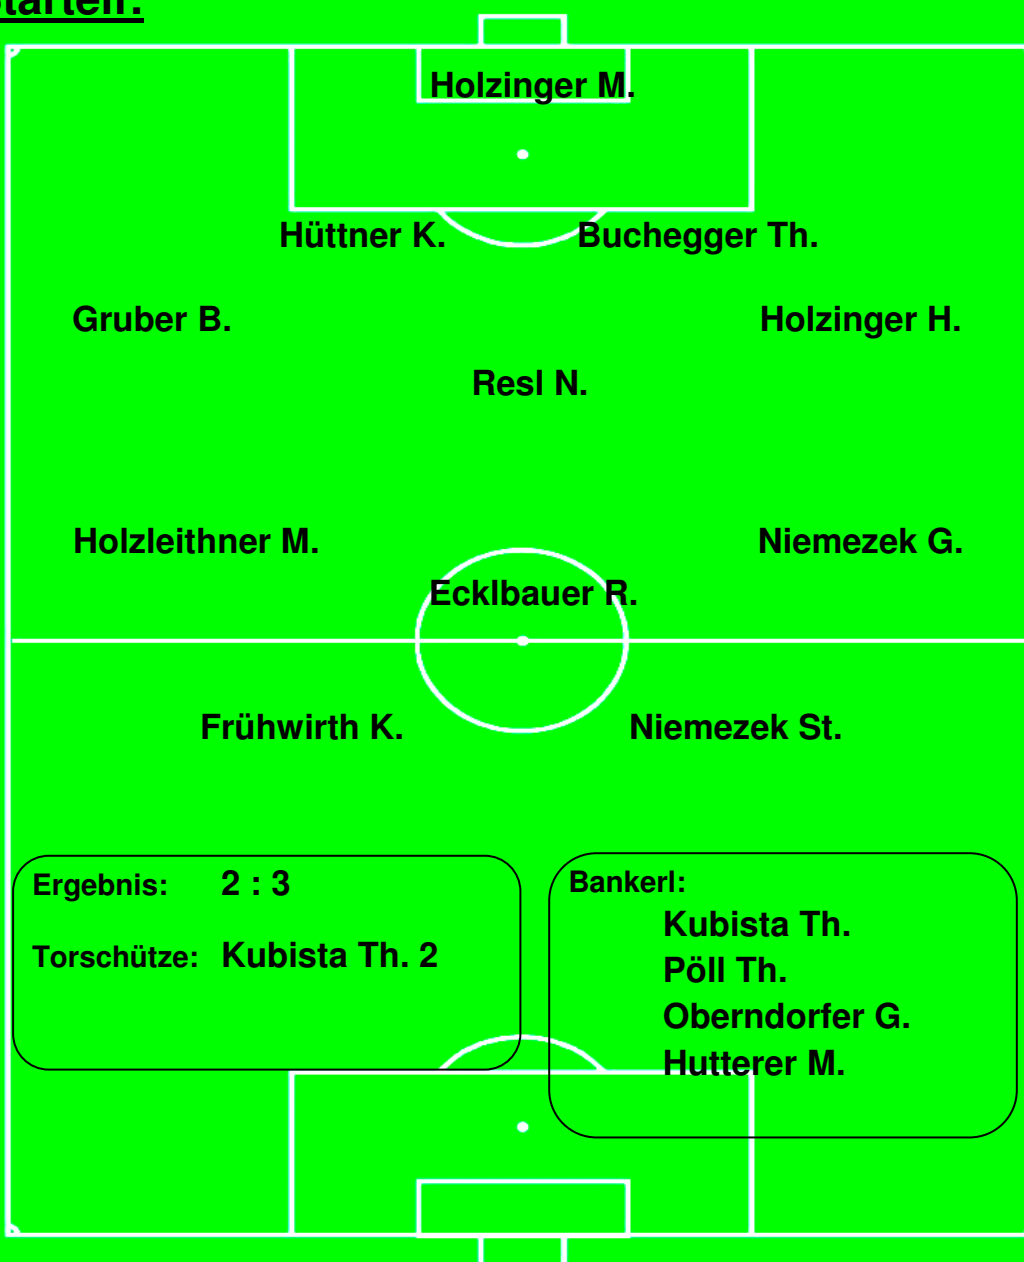 Holzinger M.
Hüttner K. Buchegger Th.
Gruber B. Holzinger H.
Resl N.
Holzleithner M. Niemezek G.
Ecklbauer R.
Frühwirth K. Niemezek St.
Ergebnis: 2 : 3
Torschütze: Kubista Th. 2
Bankerl:
Kubista Th.
Pöll Th.
Oberndorfer G.
Hutterer M.